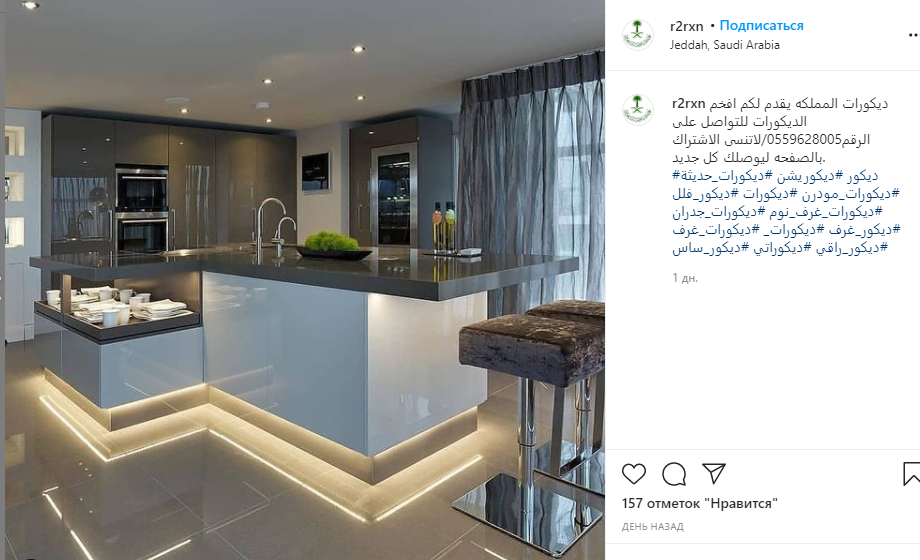 r2rxn • Подписаться
Jeddah, Saudi Arabia
r2rxn ديكورات المملكه يقدم لكم افخم
الديكورات للتواصل على
الرقم0559628005/لاتنسى الاشتراك
بالصفحه ليوصلك كل جديد.
#ديكور #ديكوريشن #ديكورات_حديثة
#ديكورات_مودرن #ديكورات #ديكور_فلل
#ديكورات_غرف_نوم #ديكورات_جدران
#ديكور_غرف #ديكورات_ #ديكورات_غرف
#ديكور_راقي #ديكوراتي #ديكور_ساس
1 дн.
157 отметок "Нравится"
ДЕНЬ НАЗАД